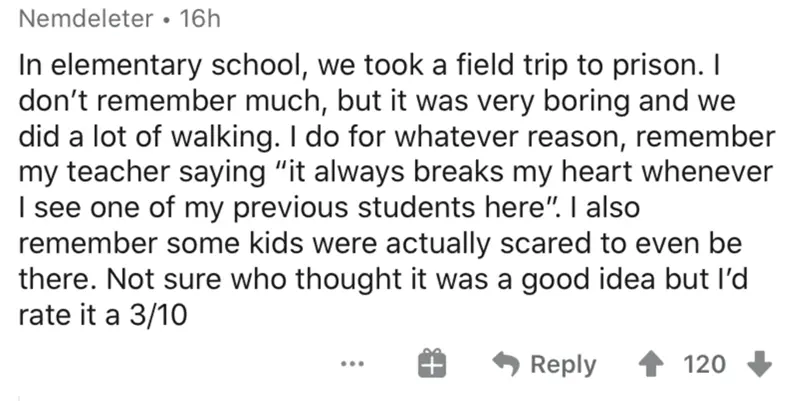 Nemdeleter • 16h
In elementary school, we took a field trip to prison. I
don’t remember much, but it was very boring and we
did a lot of walking. I do for whatever reason, remember
my teacher saying “it always breaks my heart whenever
I see one of my previous students here”. I also
remember some kids were actually scared to even be
there. Not sure who thought it was a good idea but I’d
rate it a 3/10
... Reply 120